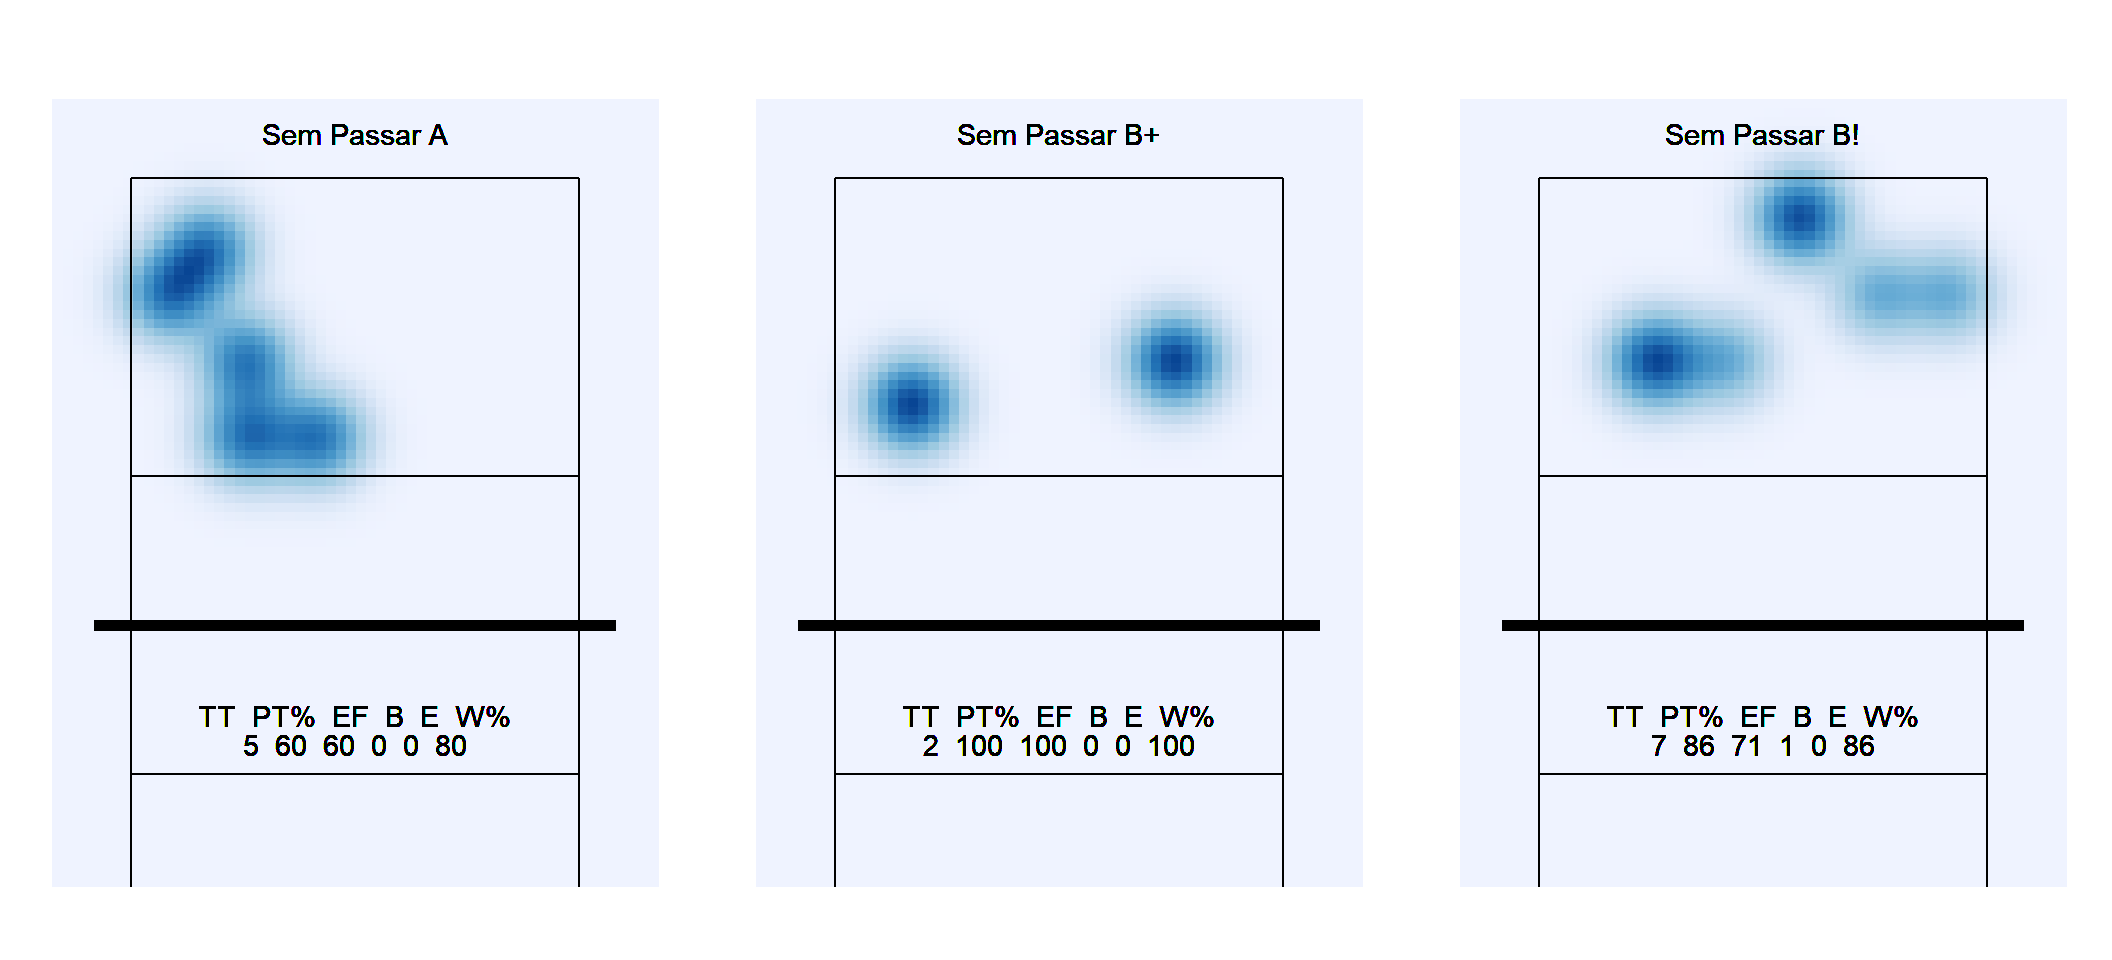 Sem Passar A
TT PT% EF B E W%
5 60 60 0 0 80
Sem Passar B+
TT PT% EF B E W%
2 100 100 0 0 100
Sem Passar B!
TT PT% EF B E W%
7 86 71 1 0 86